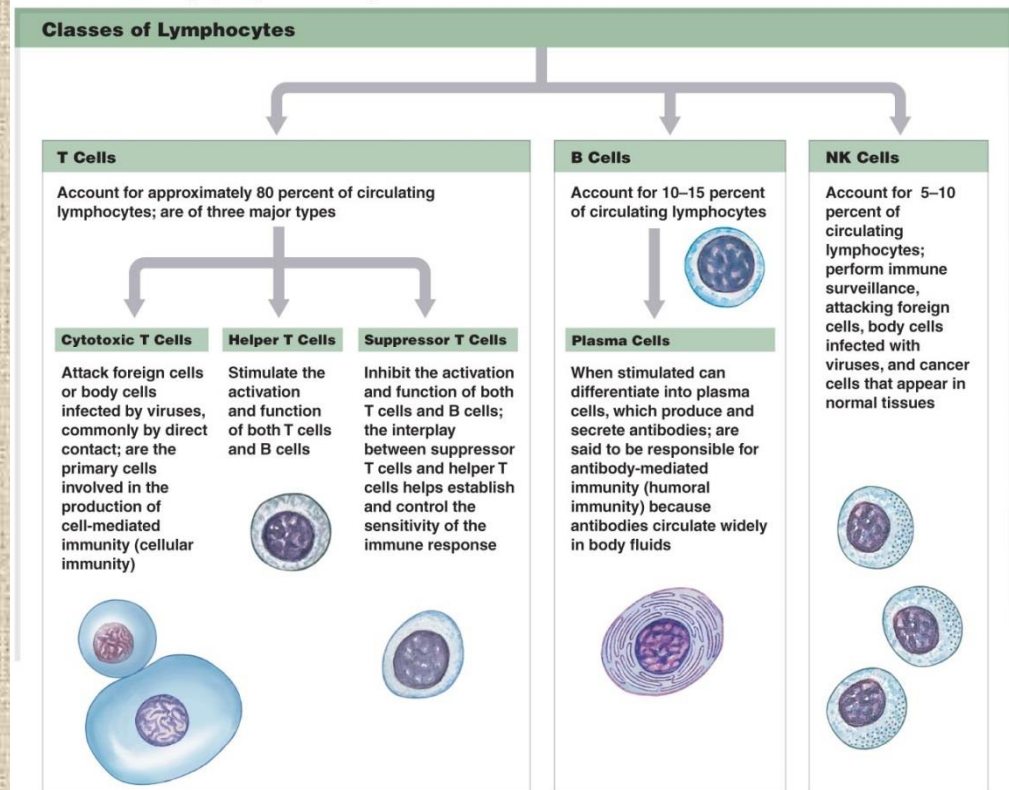 Classes of Lymphocytes
T Cells
Account for approximately 80 percent of circulating
lymphocytes; are of three major types
Cytotoxic T Cells
Attack foreign cells
or body cells
infected by viruses,
commonly by direct
contact; are the
primary cells
involved in the
production of
cell-mediated
immunity (cellular
immunity)
Helper T Cells
Stimulate the
activation
and function
of both T cells
and B cells
Suppressor T Cells
Inhibit the activation
and function of both
T cells and B cells;
the interplay
between suppressor
T cells and helper T
cells helps establish
and control the
sensitivity of the
immune response
B Cells
Account for 10–15 percent
of circulating lymphocytes
Plasma Cells
When stimulated can
differentiate into plasma
cells, which produce and
secrete antibodies; are
said to be responsible for
antibody-mediated
immunity (humoral
immunity) because
antibodies circulate widely
in body fluids
NK Cells
Account for 5–10
percent of
circulating
lymphocytes;
perform immune
surveillance,
attacking foreign
cells, body cells
infected with
viruses, and cancer
cells that appear in
normal tissues